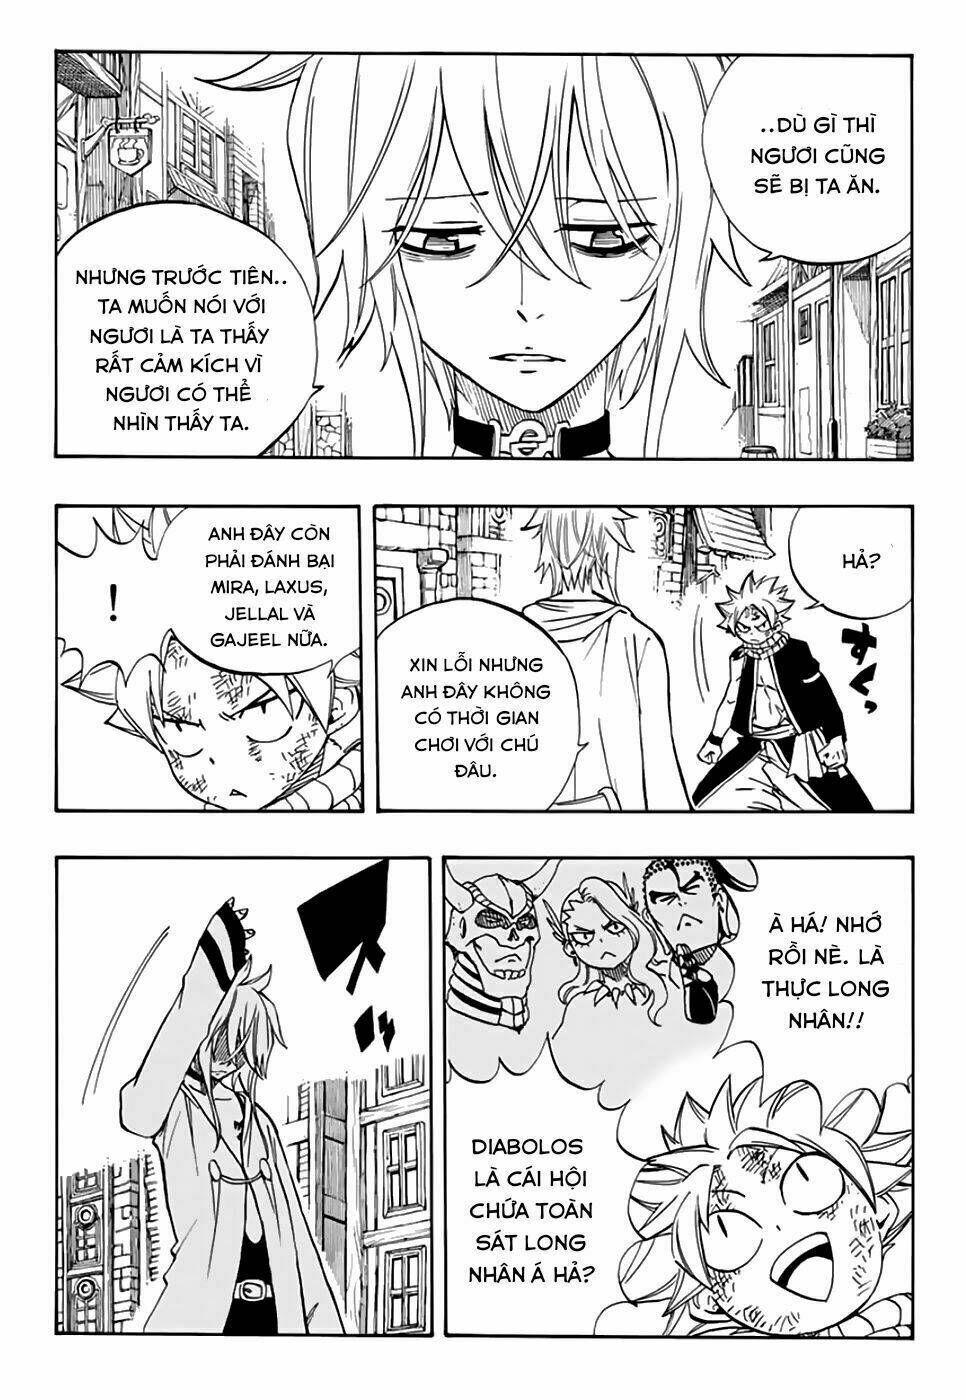 ..DÙ GÌ THÌ
NGƯƠI CŨNG
SẼ BỊ TA ĂN.
NHƯNG TRƯỚC TIÊN..
TA MUỐN NÓI VỚI
NGƯƠI LÀ TA THẤY
RẤT CẢM KÍCH VÌ
NGƯƠI CÓ THỂ
NHÌN THẤY TA.
HẢ?
XIN LỖI NHƯNG
ANH ĐÂY KHÔNG
CÓ THỜI GIAN
CHƠI VỚI CHÚ
ĐÂU.
ANH ĐÂY CÒN
PHẢI ĐÁNH BẠI
MIRA, LAXUS,
JELLAL VÀ
GAJEEL NỮA.
!
À HÁ! NHỚ
RỒI NÈ. LÀ
THỰC LONG
NHÂN!!
DIABOLOS
LÀ CÁI HỘI
CHỨA TOÀN
SÁT LONG
NHÂN Á HẢ?